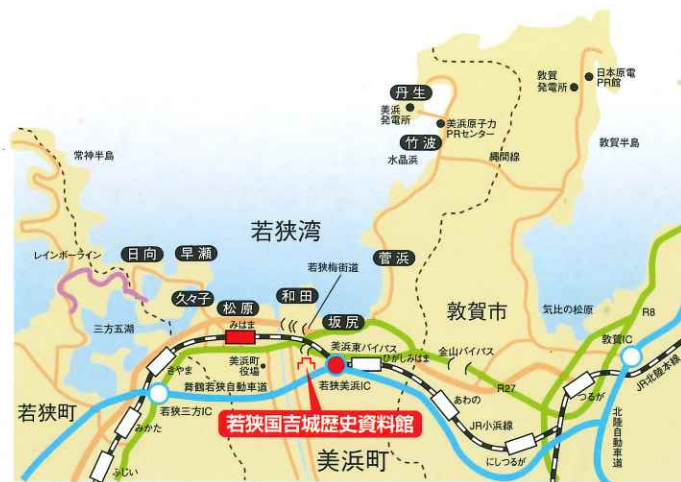 丹生
美浜
発電所
美浜原子力
PRセンター
竹波
水晶浜
縄間線
敦賀
発電所
日本原電
PR館
敦賀半島
常神半島
若狭湾
レインボーライン
日向
早瀬
若狭梅街道
菅浜
久々子
松原
みはま
和田
坂尻
敦賀市
気比の松原
R8
三方五湖
美浜東バイパス
ひがしみはま
金山バイパス
敦賀IC
きやま
美浜町
役場
舞鶴若狭自動車道
若狭美浜IC
R27
つるが
JR北陸本線
若狭町
若狭三方IC
みかた
若狭国吉城歴史資料館
あわの
JR小浜線
北陸自動車道
ふじい
美浜町
にしつるが